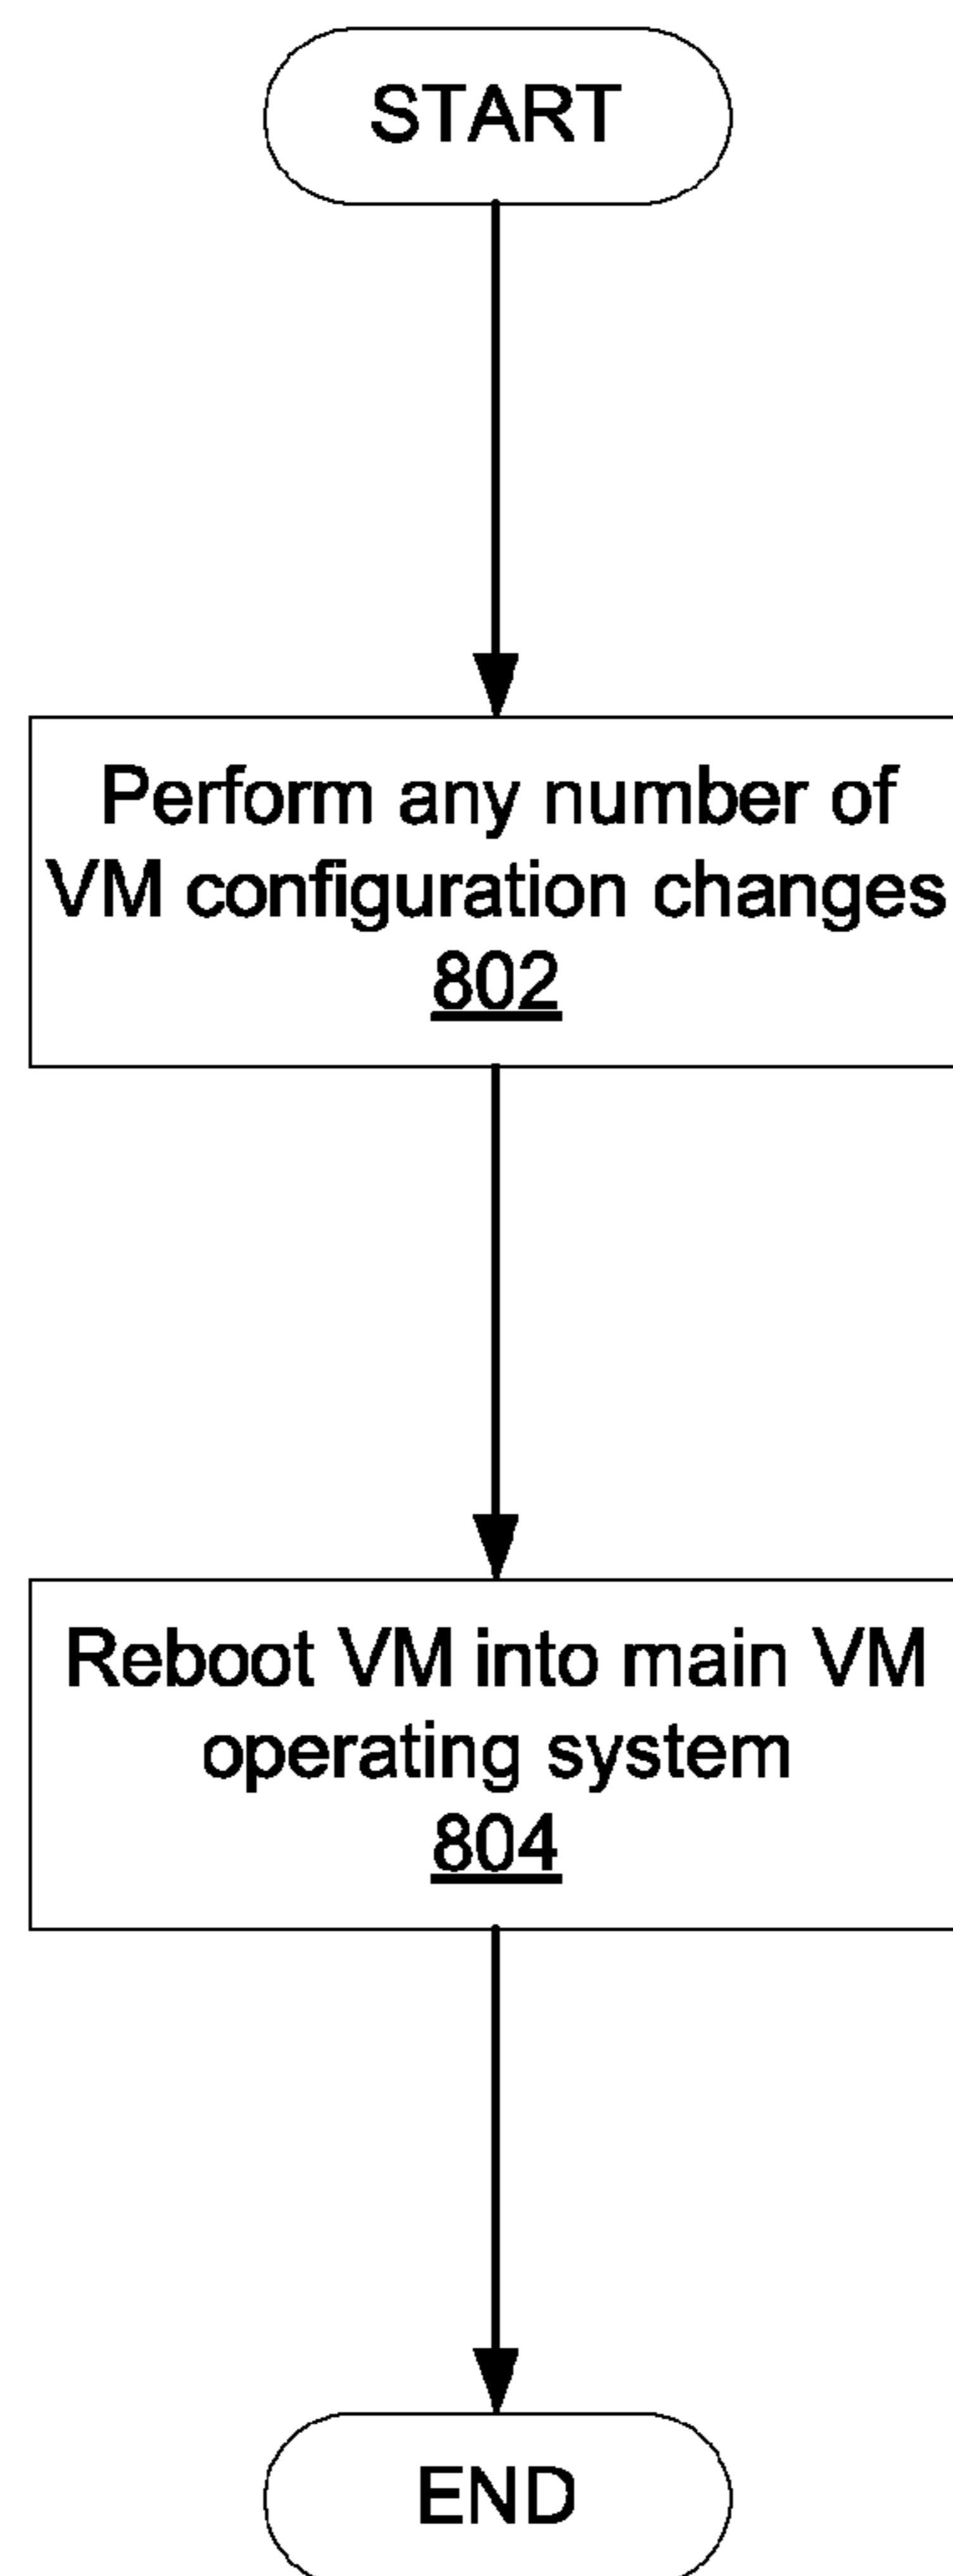 START
Perform any number of
VM configuration changes
802
Reboot VM into main VM
operating system
804
END